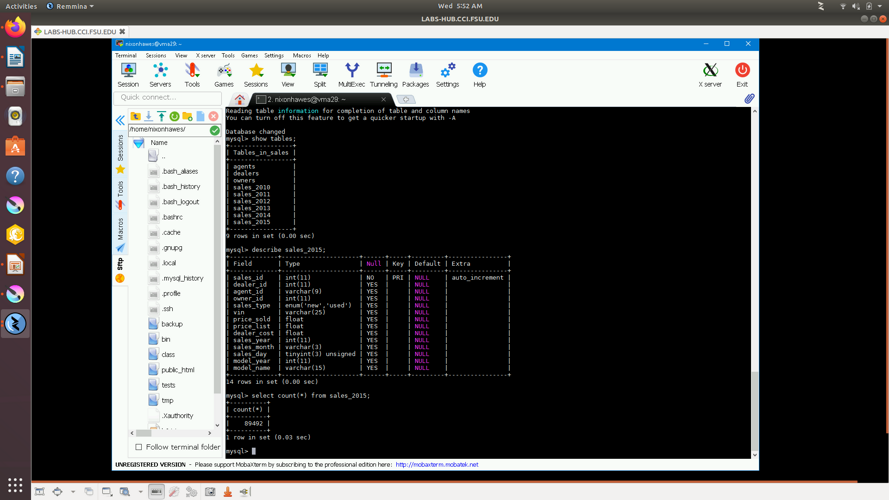 Activities
Remmina
Wed 5:52 AM
LABS-HUB.CCI.FSU.EDU
LABS-HUB.CCI.FSU.EDU
nixonhawes@vma29: ~
Terminal Sessions View X server Tools Games Settings Macros Help
Session Servers Tools Games Sessions View Split MultiExec Tunneling Packages Settings Help X server Exit
Quick connect...
2. nixonhawes@vma29: ~
/home/nixonhawes/
Sessions
Tools
Macros
Sftp
Name
..
.bash_aliases
.bash_history
.bash_logout
.bashrc
.cache
.gnupg
.local
.mysql_history
.profile
.ssh
backup
bin
class
public_html
tests
tmp
.Xauthority
Follow terminal folder
Reading table information for completion of table and column names
You can turn off this feature to get a quicker startup with -A
Database changed
mysql> show tables;
+-----------------+
| Tables_in_sales |
+-----------------+
| agents          |
| dealers         |
| owners          |
| sales_2010      |
| sales_2011      |
| sales_2012      |
| sales_2013      |
| sales_2014      |
| sales_2015      |
+-----------------+
9 rows in set (0.00 sec)
mysql> describe sales_2015;
+-------------+---------------------+------+-----+---------+----------------+
| Field       | Type                | Null | Key | Default | Extra          |
+-------------+---------------------+------+-----+---------+----------------+
| sales_id    | int(11)             | NO   | PRI | NULL    | auto_increment |
| dealer_id   | int(11)             | YES  |     | NULL    |                |
| agent_id    | varchar(9)          | YES  |     | NULL    |                |
| owner_id    | int(11)             | YES  |     | NULL    |                |
| sales_type  | enum('new','used')  | YES  |     | NULL    |                |
| vin         | varchar(25)         | YES  |     | NULL    |                |
| price_sold  | float               | YES  |     | NULL    |                |
| price_list  | float               | YES  |     | NULL    |                |
| dealer_cost | float               | YES  |     | NULL    |                |
| sales_year  | int(11)             | YES  |     | NULL    |                |
| sales_month | varchar(3)          | YES  |     | NULL    |                |
| sales_day   | tinyint(3) unsigned | YES  |     | NULL    |                |
| model_year  | int(11)             | YES  |     | NULL    |                |
| model_name  | varchar(15)         | YES  |     | NULL    |                |
+-------------+---------------------+------+-----+---------+----------------+
14 rows in set (0.00 sec)
mysql> select count(*) from sales_2015;
+----------+
| count(*) |
+----------+
|    89492 |
+----------+
1 row in set (0.03 sec)
mysql>
UNREGISTERED VERSION - Please support MobaXterm by subscribing to the professional edition here: http://mobaxterm.mobatek.net